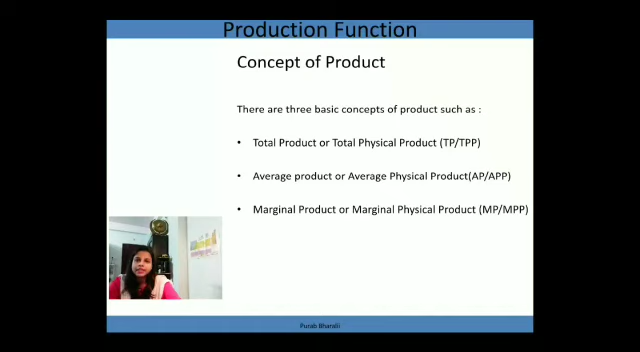 Production Function
Concept of Product
There are three basic concepts of product such as :
• Total Product or Total Physical Product (TP/TPP)
• Average product or Average Physical Product(AP/APP)
• Marginal Product or Marginal Physical Product (MP/MPP)
Purab Bharali